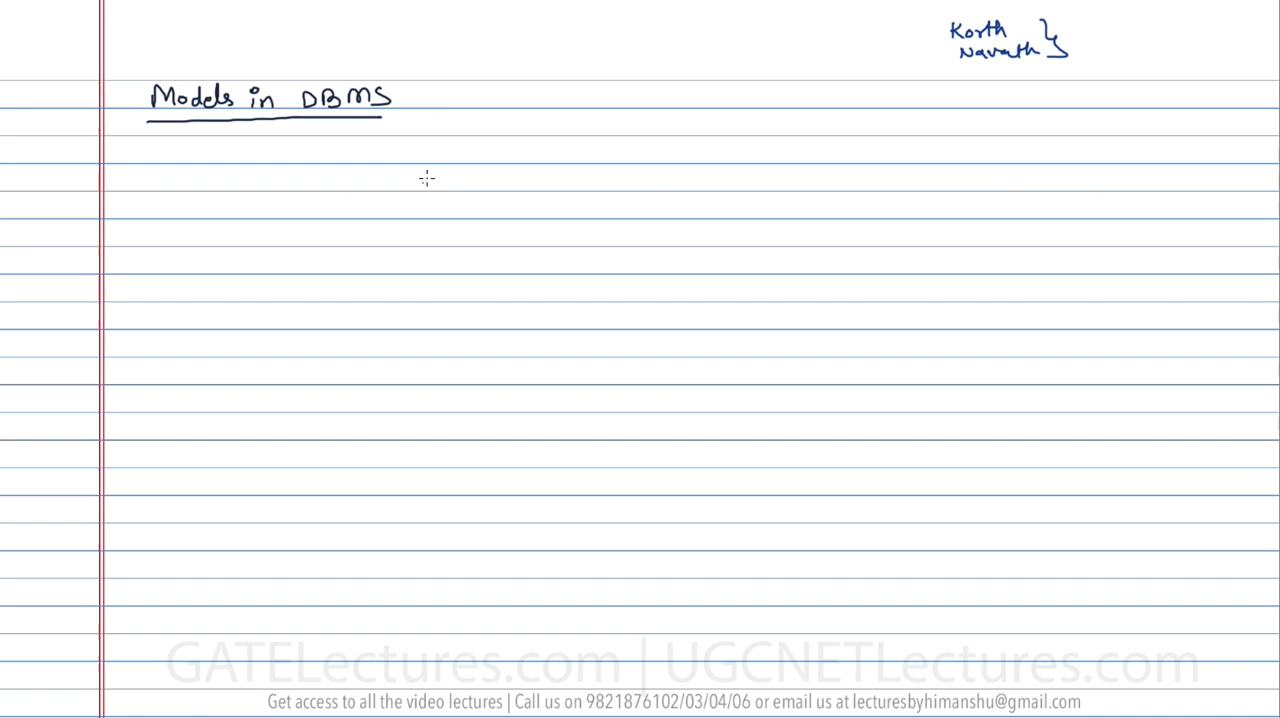 Korth
Navath
Models in DBMS
GATELectures.com | UGCNETLectures.com
Get access to all the video lectures | Call us on 9821876102/03/04/06 or email us at lecturesbyhimanshu@gmail.com